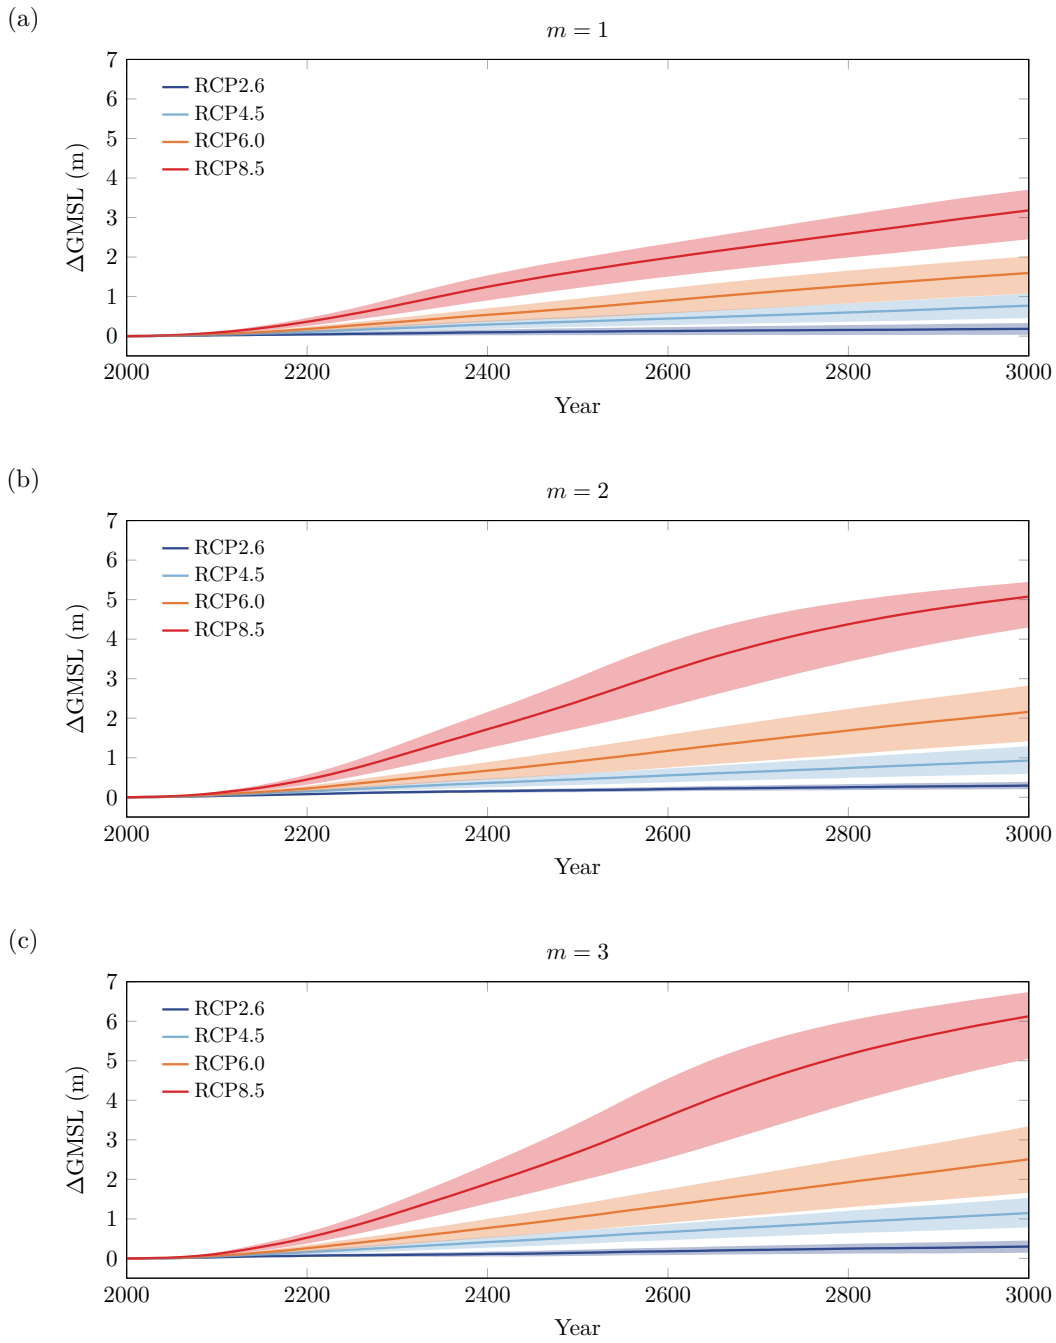 (a)
m = 1
7
6
5
4
3
2
1
0
ΔGMSL (m)
RCP2.6
RCP4.5
RCP6.0
RCP8.5
2000 2200 2400 2600 2800 3000
Year
(b)
m = 2
7
6
5
4
3
2
1
0
ΔGMSL (m)
RCP2.6
RCP4.5
RCP6.0
RCP8.5
2000 2200 2400 2600 2800 3000
Year
(c)
m = 3
7
6
5
4
3
2
1
0
ΔGMSL (m)
RCP2.6
RCP4.5
RCP6.0
RCP8.5
2000 2200 2400 2600 2800 3000
Year